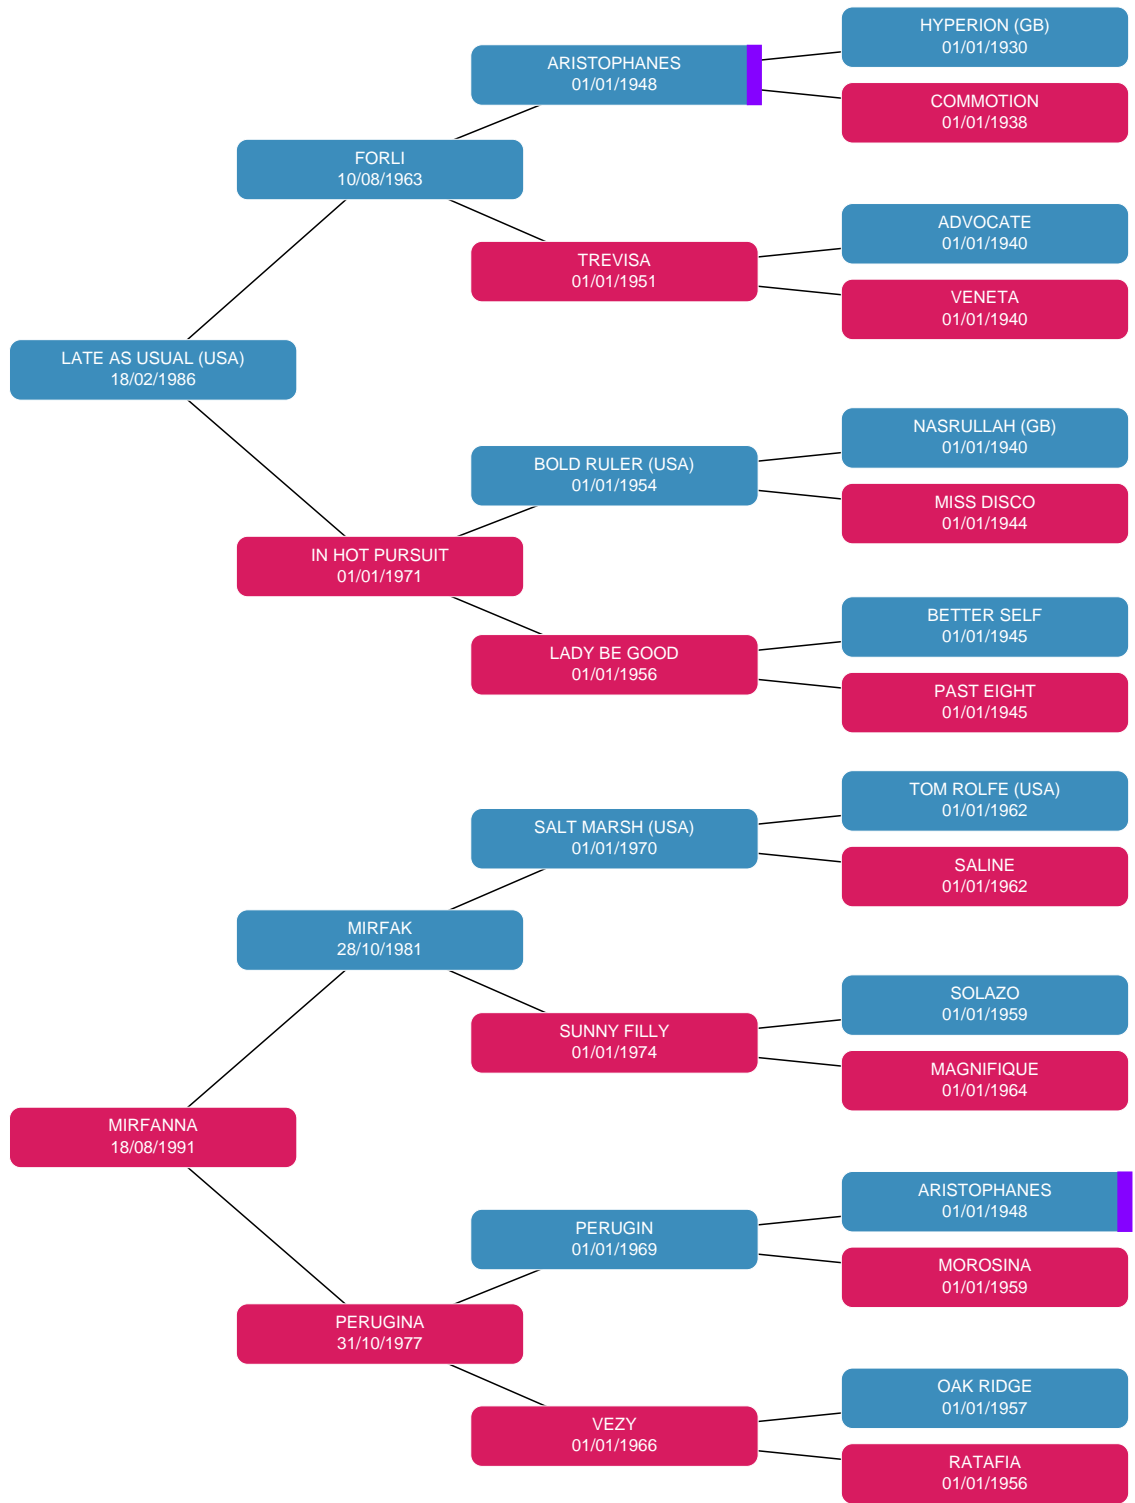 HYPERION (GB)
01/01/1930
ARISTOPHANES
01/01/1948
COMMOTION
01/01/1938
FORLI
10/08/1963
ADVOCATE
01/01/1940
TREVISA
01/01/1951
VENETA
01/01/1940
LATE AS USUAL (USA)
18/02/1986
NASRULLAH (GB)
01/01/1940
BOLD RULER (USA)
01/01/1954
MISS DISCO
01/01/1944
IN HOT PURSUIT
01/01/1971
BETTER SELF
01/01/1945
LADY BE GOOD
01/01/1956
PAST EIGHT
01/01/1945
TOM ROLFE (USA)
01/01/1962
SALT MARSH (USA)
01/01/1970
SALINE
01/01/1962
MIRFAK
28/10/1981
SOLAZO
01/01/1959
SUNNY FILLY
01/01/1974
MAGNIFIQUE
01/01/1964
MIRFANNA
18/08/1991
ARISTOPHANES
01/01/1948
PERUGIN
01/01/1969
MOROSINA
01/01/1959
PERUGINA
31/10/1977
OAK RIDGE
01/01/1957
VEZY
01/01/1966
RATAFIA
01/01/1956